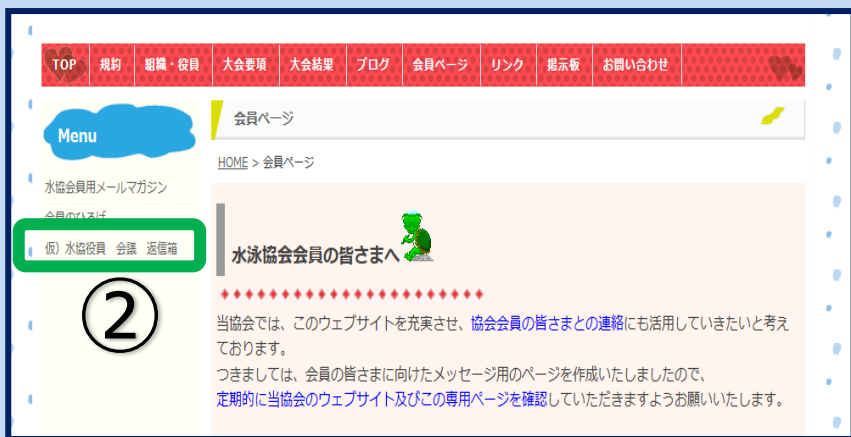 TOP 規約 組織・役員 大会要項 大会結果 ブログ 会員ページ リンク 掲示板 お問い合わせ
Menu
水協会員用メールマガジン
会員のひろば
仮）水協役員　会議　返信箱
②
会員ページ
HOME > 会員ページ
水泳協会会員の皆さまへ
当協会では、このウェブサイトを充実させ、協会会員の皆さまとの連絡にも活用していきたいと考え
ております。
つきましては、会員の皆さまに向けたメッセージ用のページを作成いたしましたので、
定期的に当協会のウェブサイト及びこの専用ページを確認していただきますようお願いいたします。